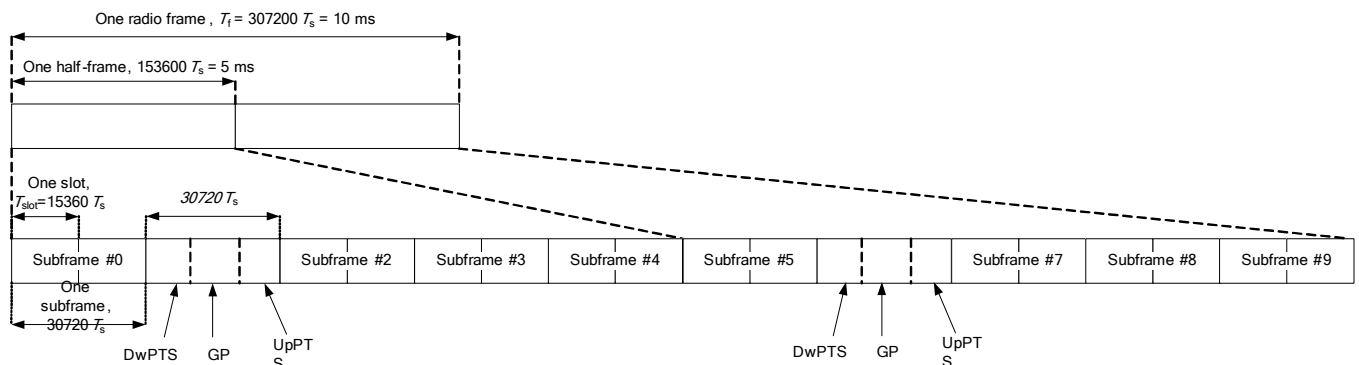 One radio frame , Tf = 307200 Ts = 10 ms
One half-frame, 153600 Ts = 5 ms
One slot,
Tslot=15360 Ts
30720Ts
Subframe #0 Subframe #2 Subframe #3 Subframe #4 Subframe #5 Subframe #7 Subframe #8 Subframe #9
One
subframe,
30720 Ts
DwPTS GP UpPT
S
DwPTS GP UpPT
S